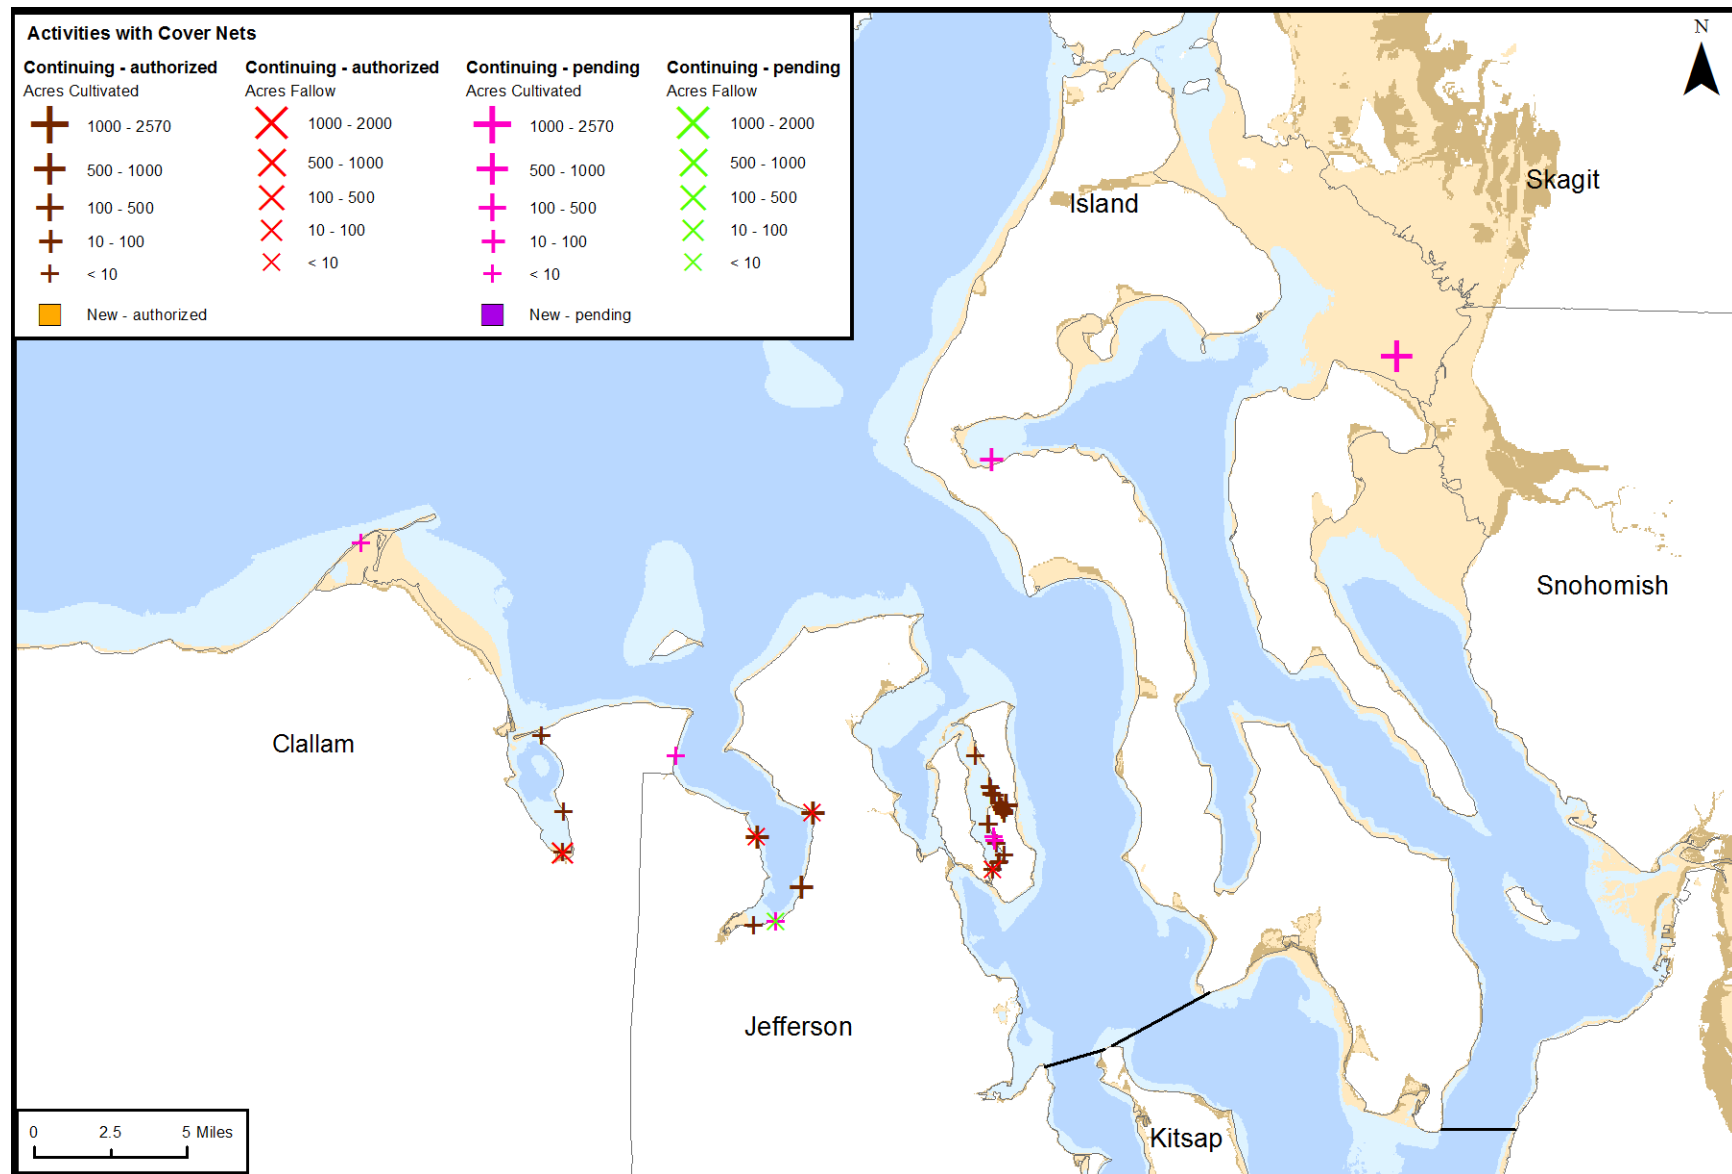 Activities with Cover Nets
Continuing - authorized
Acres Cultivated
1000 - 2570
500 - 1000
100 - 500
10 - 100
< 10
New - authorized
Continuing - authorized
Acres Fallow
1000 - 2000
500 - 1000
100 - 500
10 - 100
< 10
Continuing - pending
Acres Cultivated
1000 - 2570
500 - 1000
100 - 500
10 - 100
< 10
New - pending
Continuing - pending
Acres Fallow
1000 - 2000
500 - 1000
100 - 500
10 - 100
< 10
N
Skagit
Island
Snohomish
Clallam
Jefferson
Kitsap
0 2.5 5 Miles